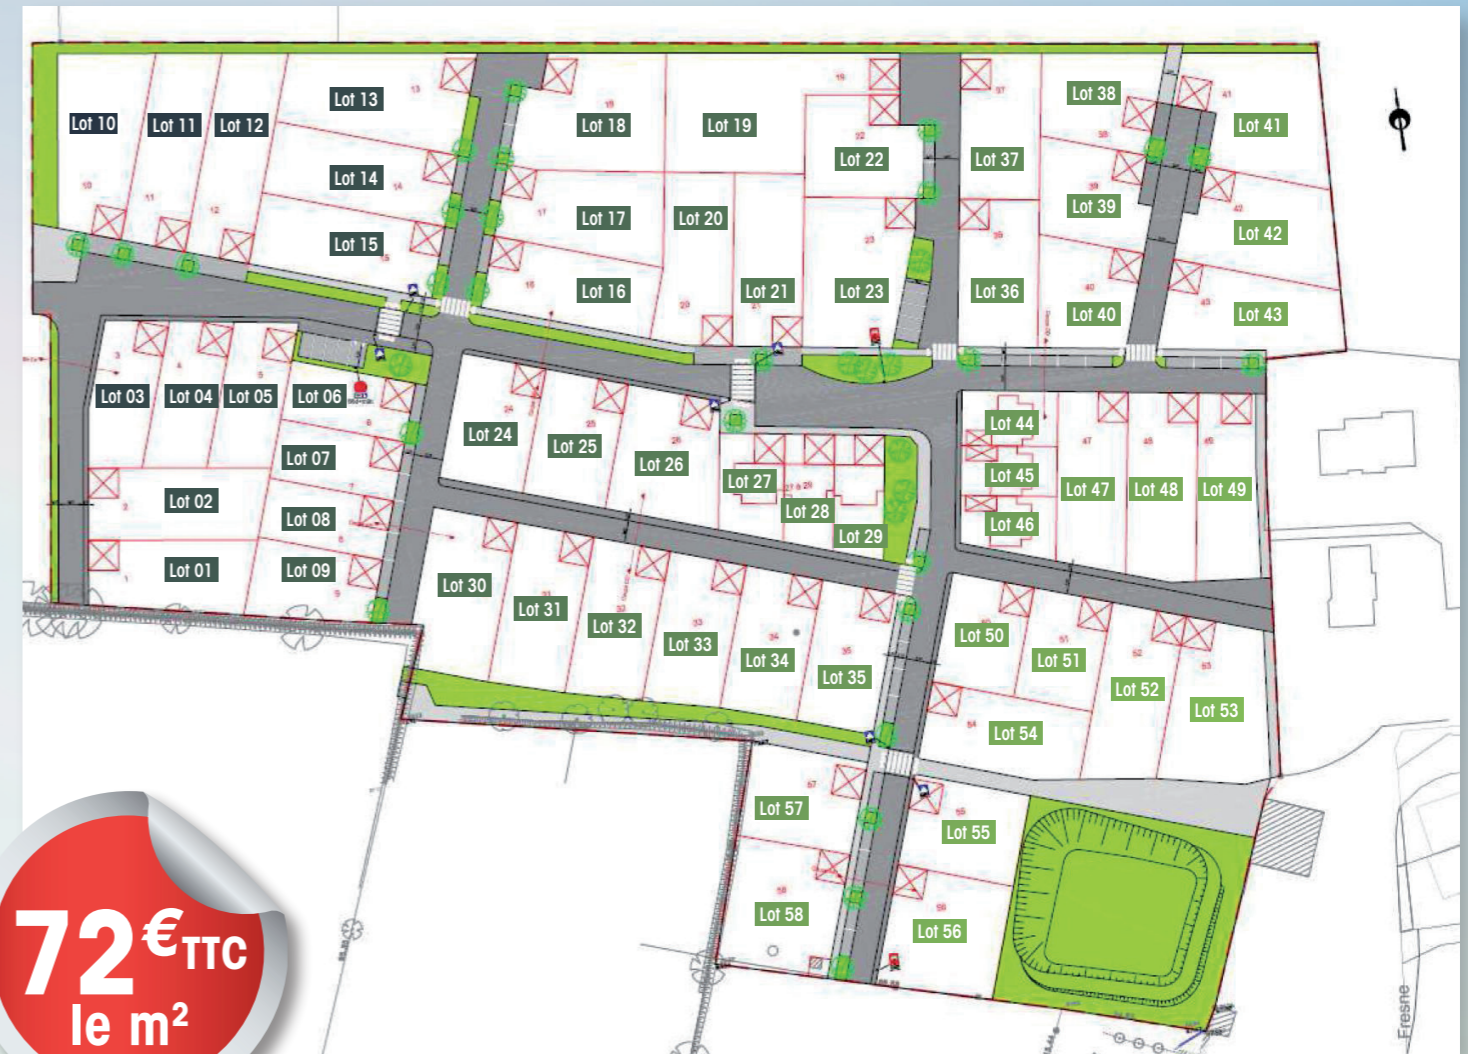 Lot 10
Lot 11
Lot 12
Lot 13
Lot 14
Lot 15
Lot 18
Lot 17
Lot 16
Lot 19
Lot 20
Lot 21
Lot 22
Lot 23
Lot 37
Lot 36
Lot 38
Lot 39
Lot 40
Lot 41
Lot 42
Lot 43
Lot 03
Lot 04
Lot 05
Lot 06
Lot 07
Lot 02
Lot 08
Lot 01
Lot 09
Lot 24
Lot 25
Lot 26
Lot 27
Lot 28
Lot 29
Lot 44
Lot 45
Lot 46
Lot 47
Lot 48
Lot 49
Lot 30
Lot 31
Lot 32
Lot 33
Lot 34
Lot 35
Lot 50
Lot 51
Lot 52
Lot 53
Lot 54
Lot 57
Lot 55
Lot 58
Lot 56
72€ TTC
le m²
Fresne